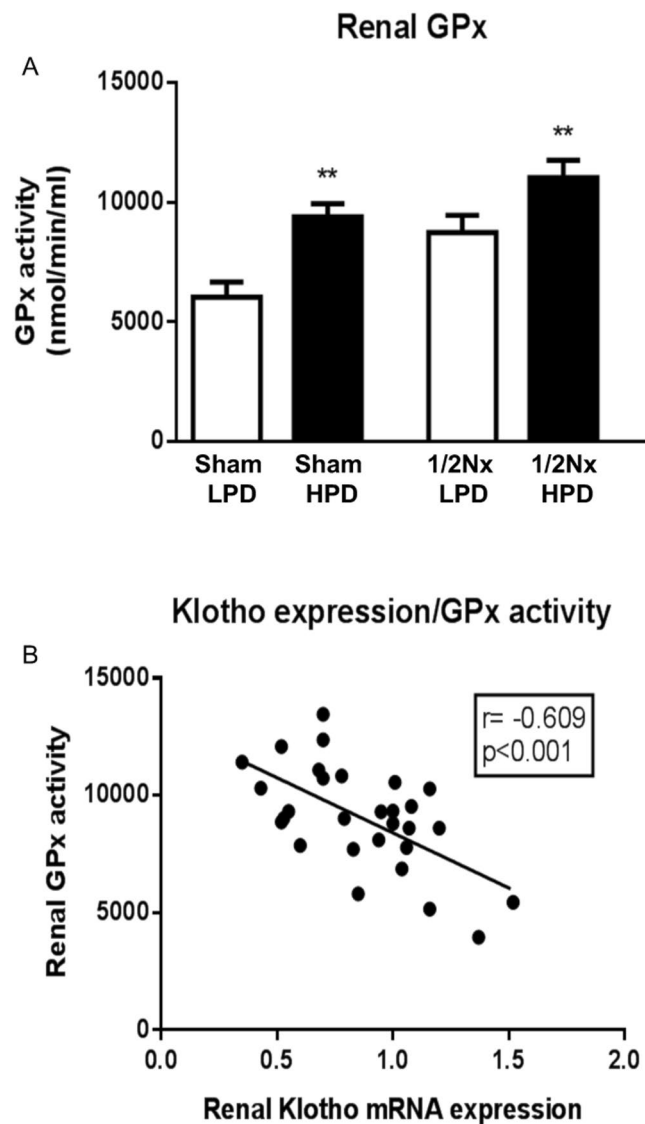 Renal GPx
A
15000
10000
5000
0
GPx activity
(nmol/min/ml)
**
**
Sham Sham 1/2Nx 1/2Nx
LPD HPD LPD HPD
Klotho expression/GPx activity
B
15000
10000
5000
0
Renal GPx activity
r= -0.609
p<0.001
0.0 0.5 1.0 1.5 2.0
Renal Klotho mRNA expression